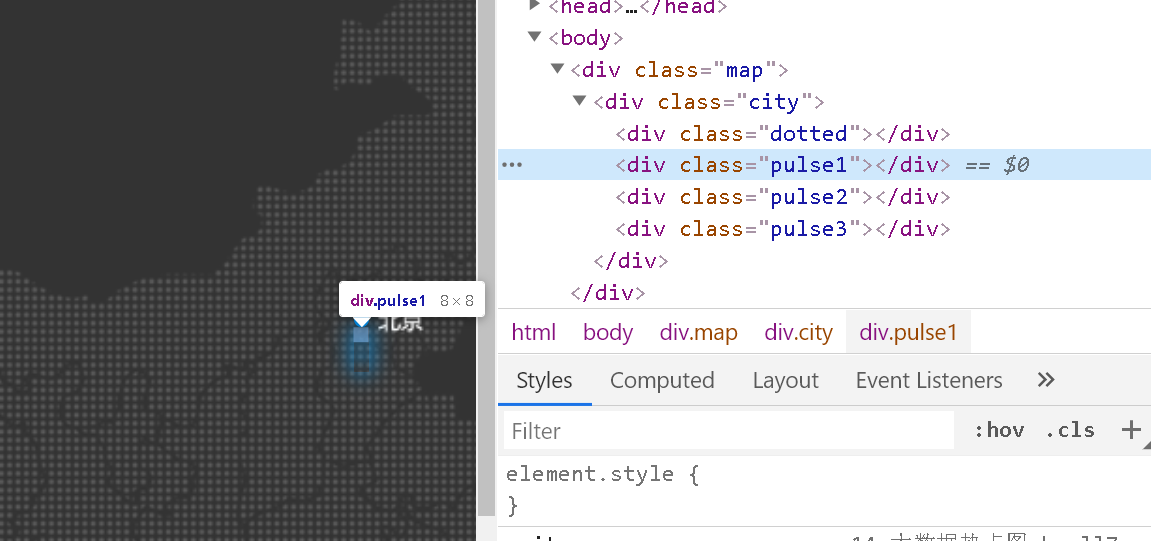 <head>…</head>
<body>
<div class="map">
<div class="city">
<div class="dotted"></div>
<div class="pulse1"></div> == $0
<div class="pulse2"></div>
<div class="pulse3"></div>
</div>
</div>
div.pulse1 8×8
北京
html body div.map div.city div.pulse1
Styles Computed Layout Event Listeners
Filter :hov .cls
element.style {
}